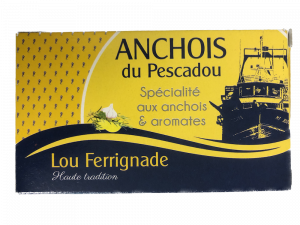 ANCHOIS
du Pescadou
Spécialité
aux anchois
& aromates
Lou Ferrignade
Haute tradition